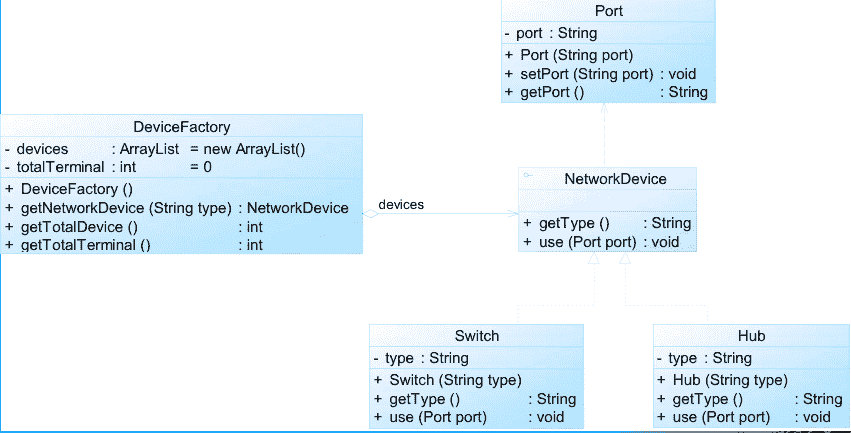 Port
- port : String
+ Port (String port)
+ setPort (String port) : void
+ getPort () : String
DeviceFactory
- devices : ArrayList = new ArrayList()
- totalTerminal : int = 0
+ DeviceFactory ()
+ getNetworkDevice (String type) : NetworkDevice
+ getTotalDevice () : int
+ getTotalTerminal () : int
devices
NetworkDevice
+ getType () : String
+ use (Port port) : void
Switch
- type : String
+ Switch (String type)
+ getType () : String
+ use (Port port) : void
Hub
- type : String
+ Hub (String type)
+ getType () : String
+ use (Port port) : void